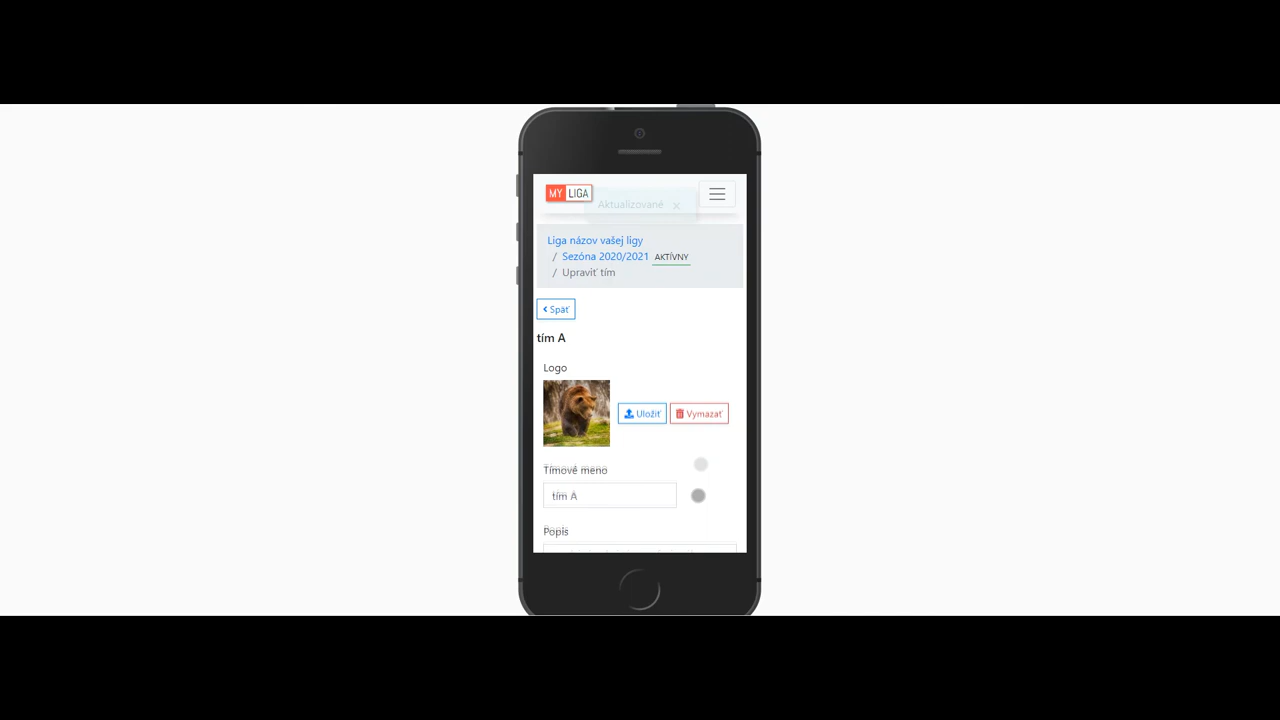 MY LIGA
Aktualizované ×
Liga názov vašej ligy
/ Sezóna 2020/2021 AKTÍVNY
/ Upraviť tím
Späť
tím A
Logo
Uložiť Vymazať
Tímové meno
tím A
Popis